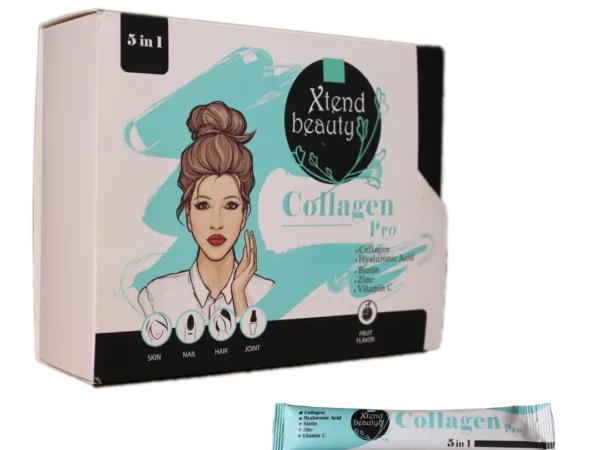 5 in 1
Xtend
beauty
Collagen
Pro
• Collagen
• Hyaluronic Acid
• Biotin
• Zinc
• Vitamin C
SKIN
NAIL
HAIR
JOINT
FRUIT
FLAVOR
• Collagen
• Hyaluronic Acid
• Biotin
• Zinc
• Vitamin C
Xtend
beauty
Collagen
Pro
5 in 1